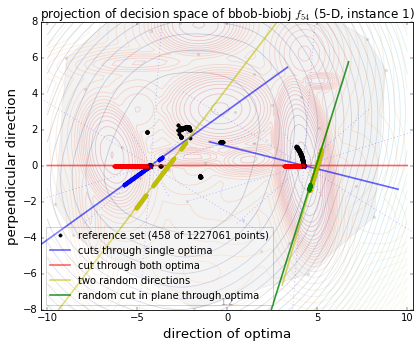 projection of decision space of bbob-biobj f₅₄ (5-D, instance 1)
perpendicular direction
8
6
4
2
0
−2
−4
−6
−8
reference set (458 of 1227061 points)
cuts through single optima
cut through both optima
two random directions
random cut in plane through optima
−10
−5
0
5
10
direction of optima